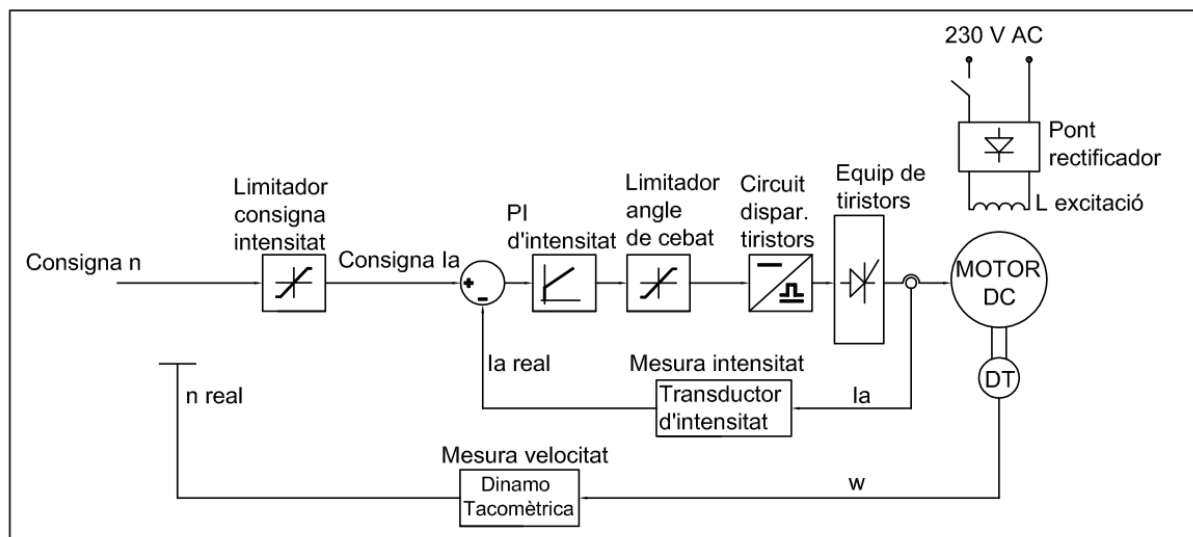 230 V AC
Pont
rectificador
L excitació
Equip de
tiristors
Circuit
dispar.
tiristors
Limitador
angle
de cebat
PI
d'intensitat
Limitador
consigna
intensitat
Consigna n
Consigna Ia
+
-
MOTOR
DC
DT
Ia real
Mesura intensitat
Transductor
d'intensitat
Ia
n real
Mesura velocitat
Dinamo
Tacomètrica
w